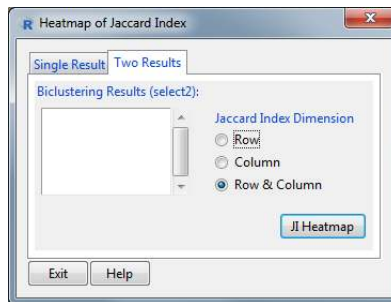 R Heatmap of Jaccard Index
Single Result Two Results
Biclustering Results (select2):
Jaccard Index Dimension
Row
Column
Row & Column
JI Heatmap
Exit Help